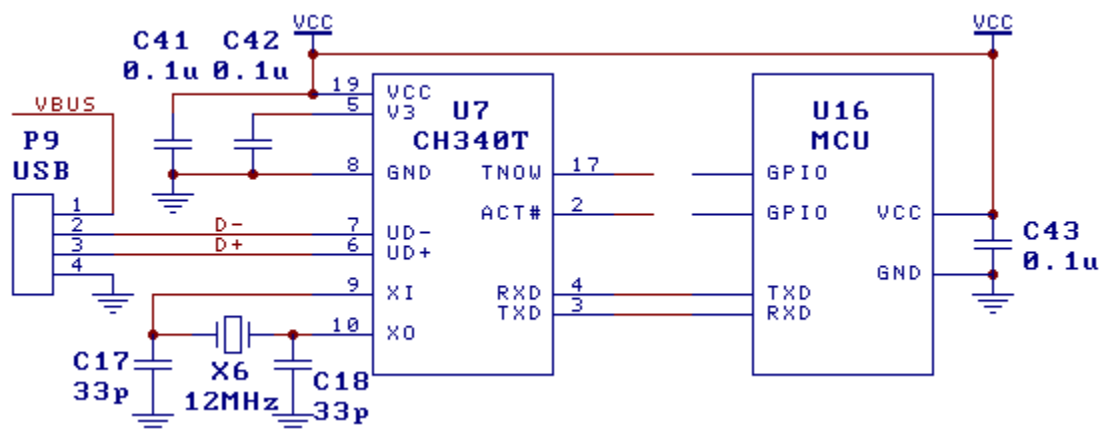 VCC
VCC
C41 C42
0.1u 0.1u
19
VCC
5
V3
VBUS
P9
USB
U7
CH340T
U16
MCU
8
GND
TNOW
17
GPIO
1
2
3
4
ACT#
2
GPIO
VCC
D-
7
UD-
D+
6
UD+
C43
0.1u
GND
9
XI
RXD
4
TXD
TXD
3
RXD
10
XO
C17
33p
X6
12MHz
C18
33p